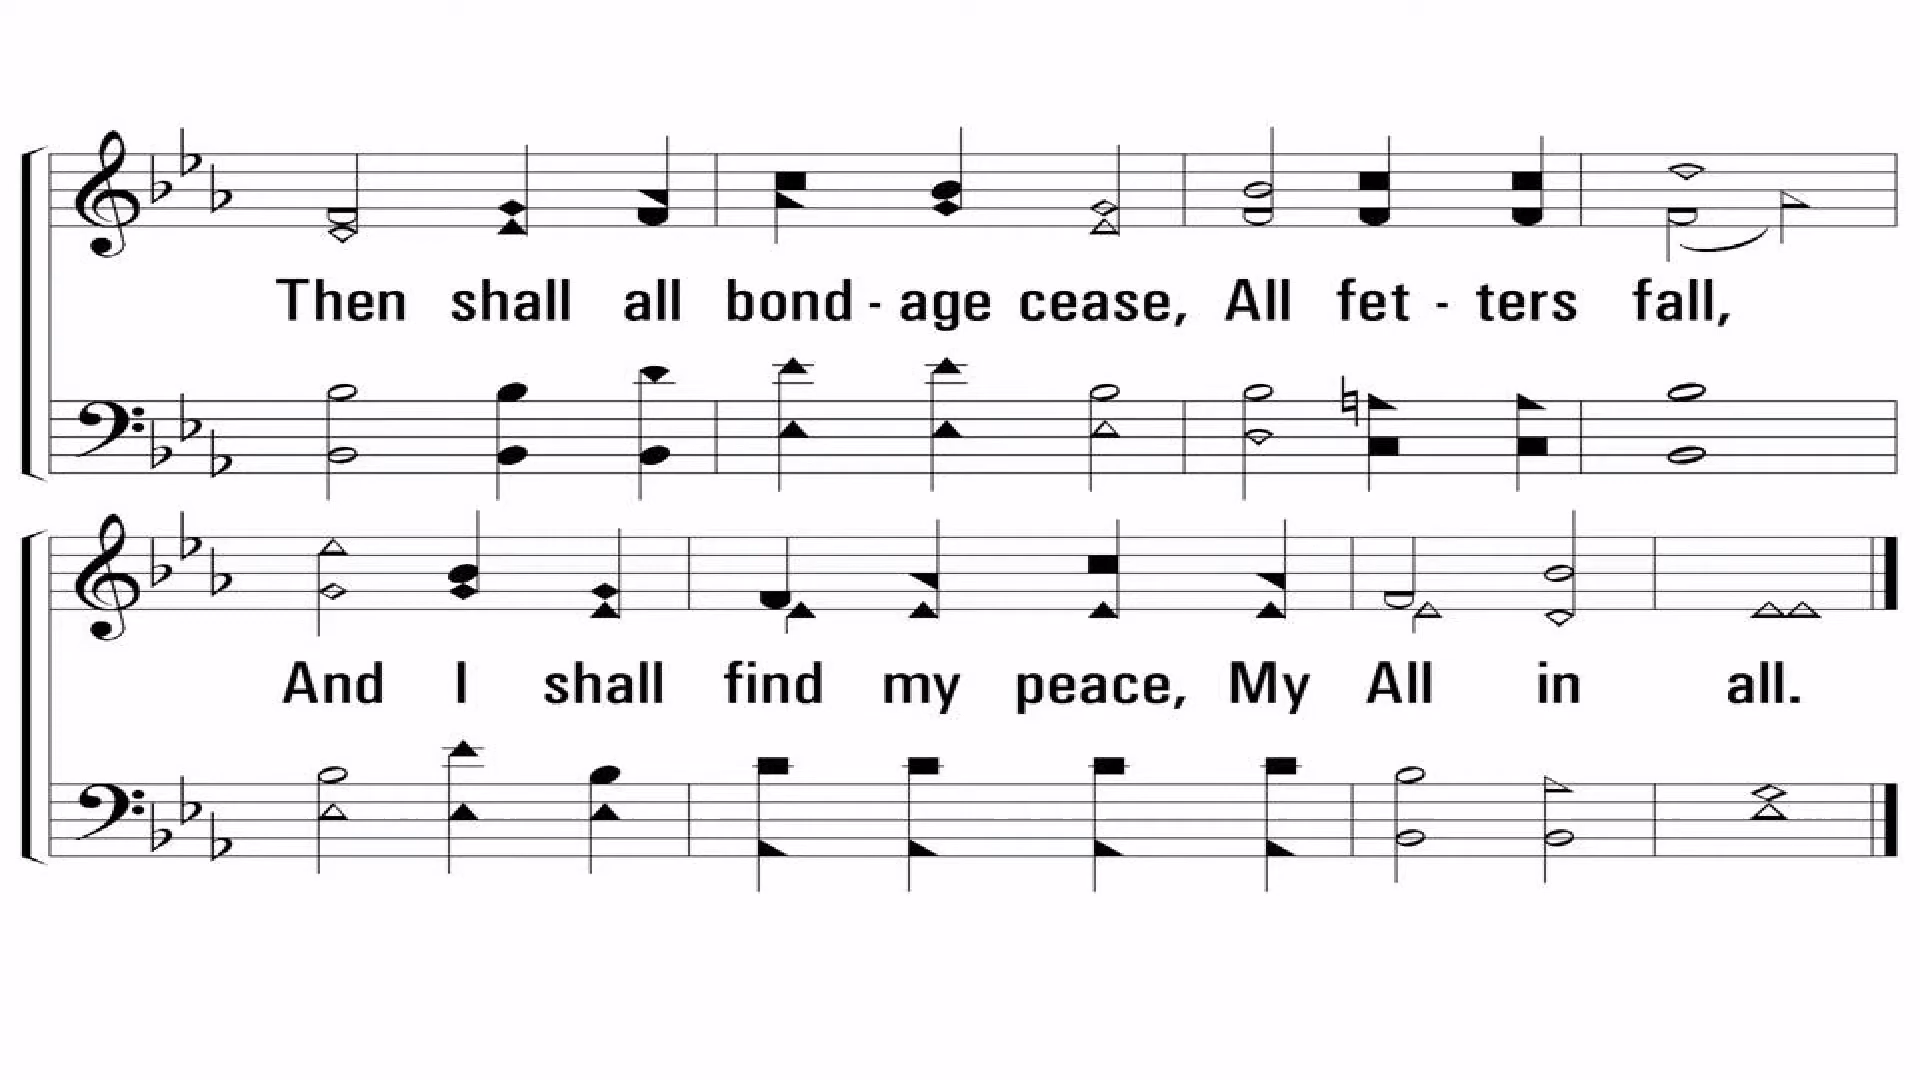 Then shall all bond - age cease, All fet - ters fall,
And I shall find my peace, My All in all.